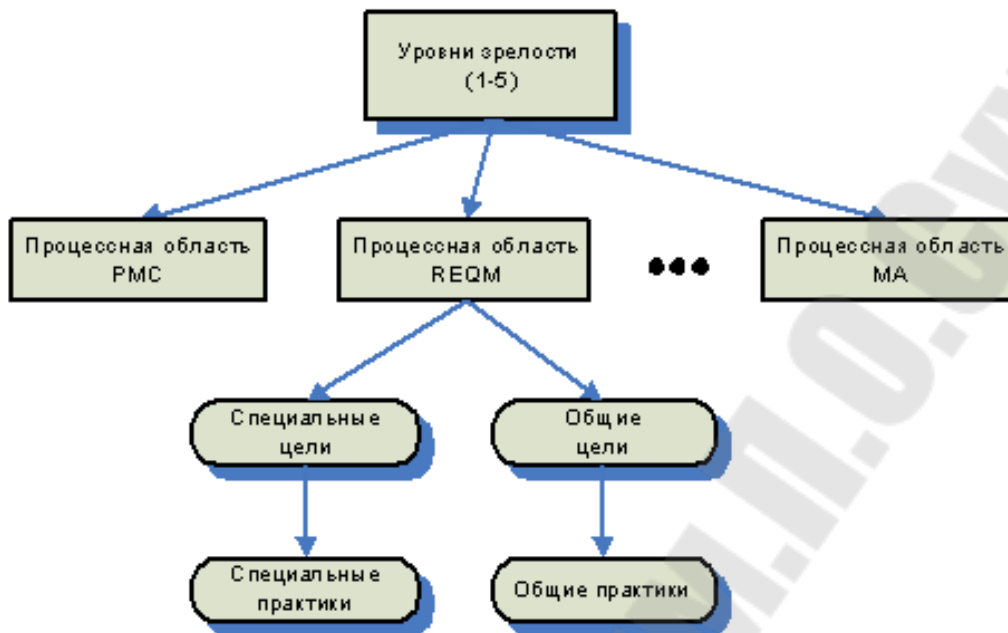 Уровни зрелости
(1-5)
Процессная область
PMC
Процессная область
REQM
Процессная область
MA
Специальные
цели
Общие
цели
Специальные
практики
Общие практики